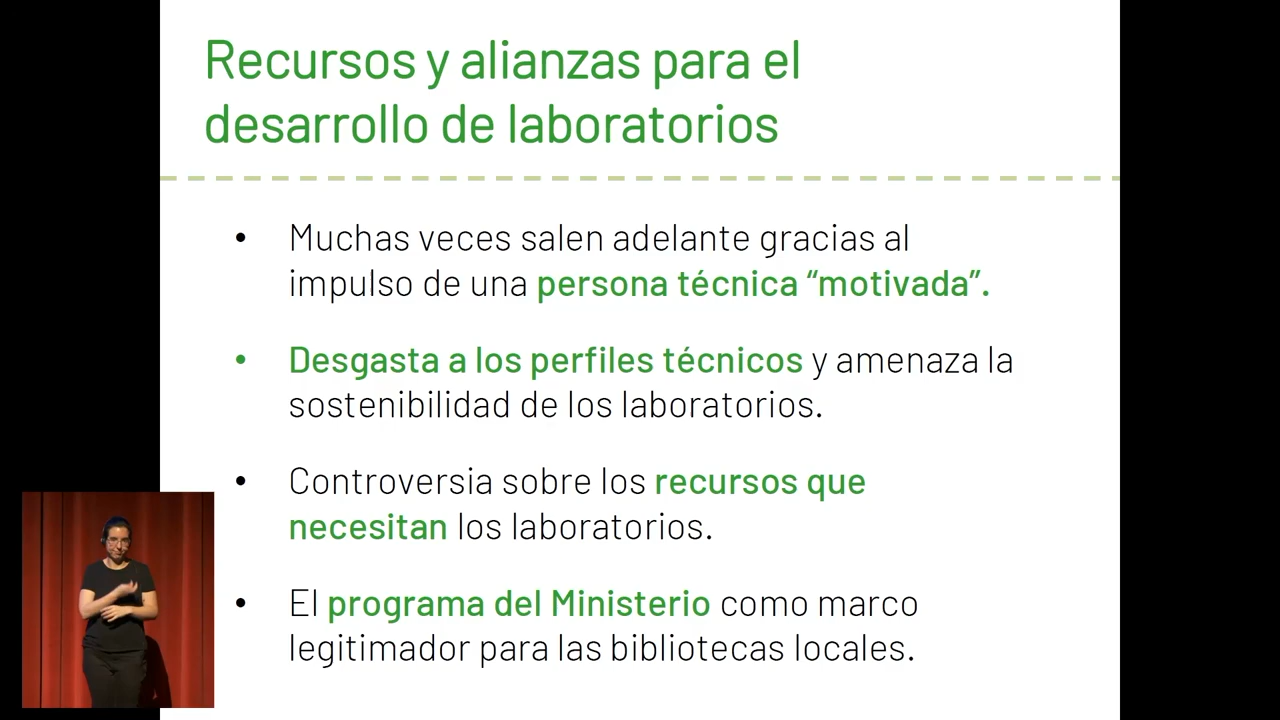 Recursos y alianzas para el
desarrollo de laboratorios
• Muchas veces salen adelante gracias al
impulso de una persona técnica “motivada”.
• Desgasta a los perfiles técnicos y amenaza la
sostenibilidad de los laboratorios.
• Controversia sobre los recursos que
necesitan los laboratorios.
• El programa del Ministerio como marco
legitimador para las bibliotecas locales.